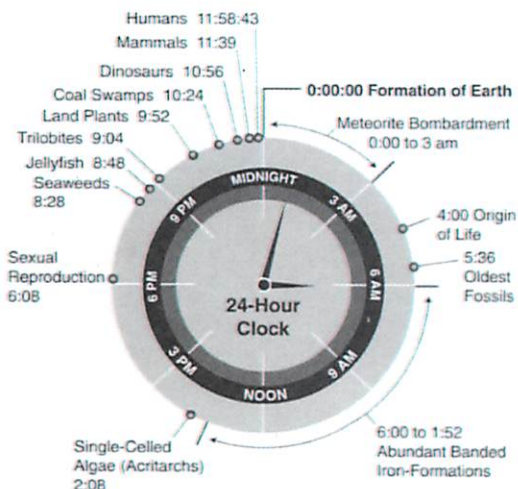 Humans 11:58:43
Mammals 11:39
Dinosaurs 10:56
Coal Swamps 10:24
Land Plants 9:52
Trilobites 9:04
Jellyfish 8:48
Seaweeds
8:28
Sexual
Reproduction
6:08
Single-Celled
Algae (Acritarchs)
2:08
0:00:00 Formation of Earth
Meteorite Bombardment
0:00 to 3 am
4:00 Origin
of Life
5:36
Oldest
Fossils
6:00 to 1:52
Abundant Banded
Iron-Formations
MIDNIGHT
3 AM
6 AM
9 AM
NOON
3 PM
6 PM
9 PM
24-Hour
Clock